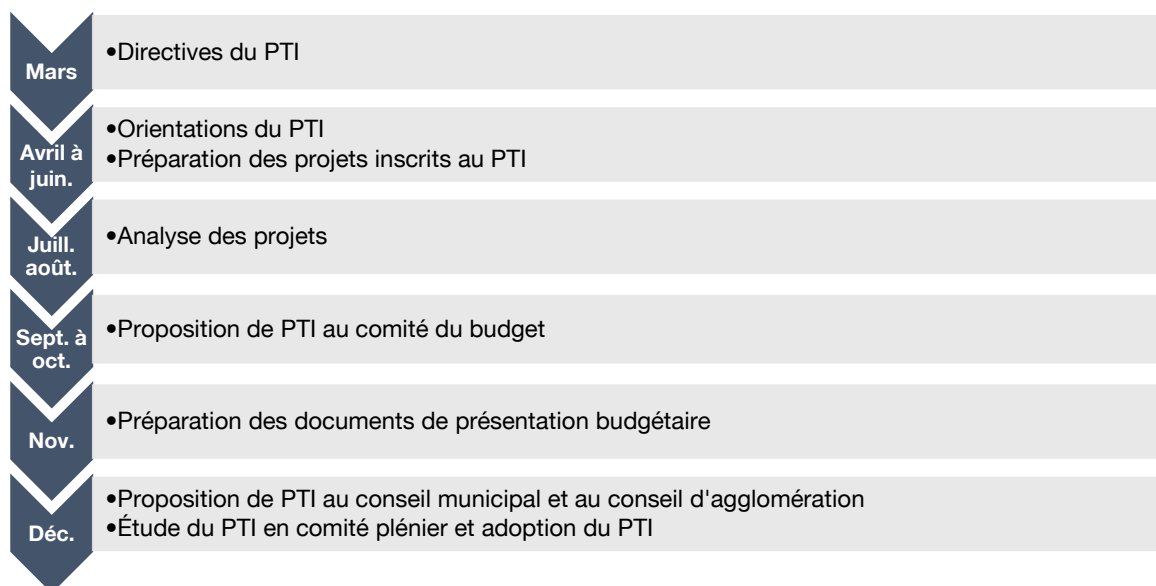 Mars
•Directives du PTI
Avril à
juin.
•Orientations du PTI
•Préparation des projets inscrits au PTI
Juill.
août.
•Analyse des projets
Sept. à
oct.
•Proposition de PTI au comité du budget
Nov.
•Préparation des documents de présentation budgétaire
Déc.
•Proposition de PTI au conseil municipal et au conseil d'agglomération
•Étude du PTI en comité plénier et adoption du PTI